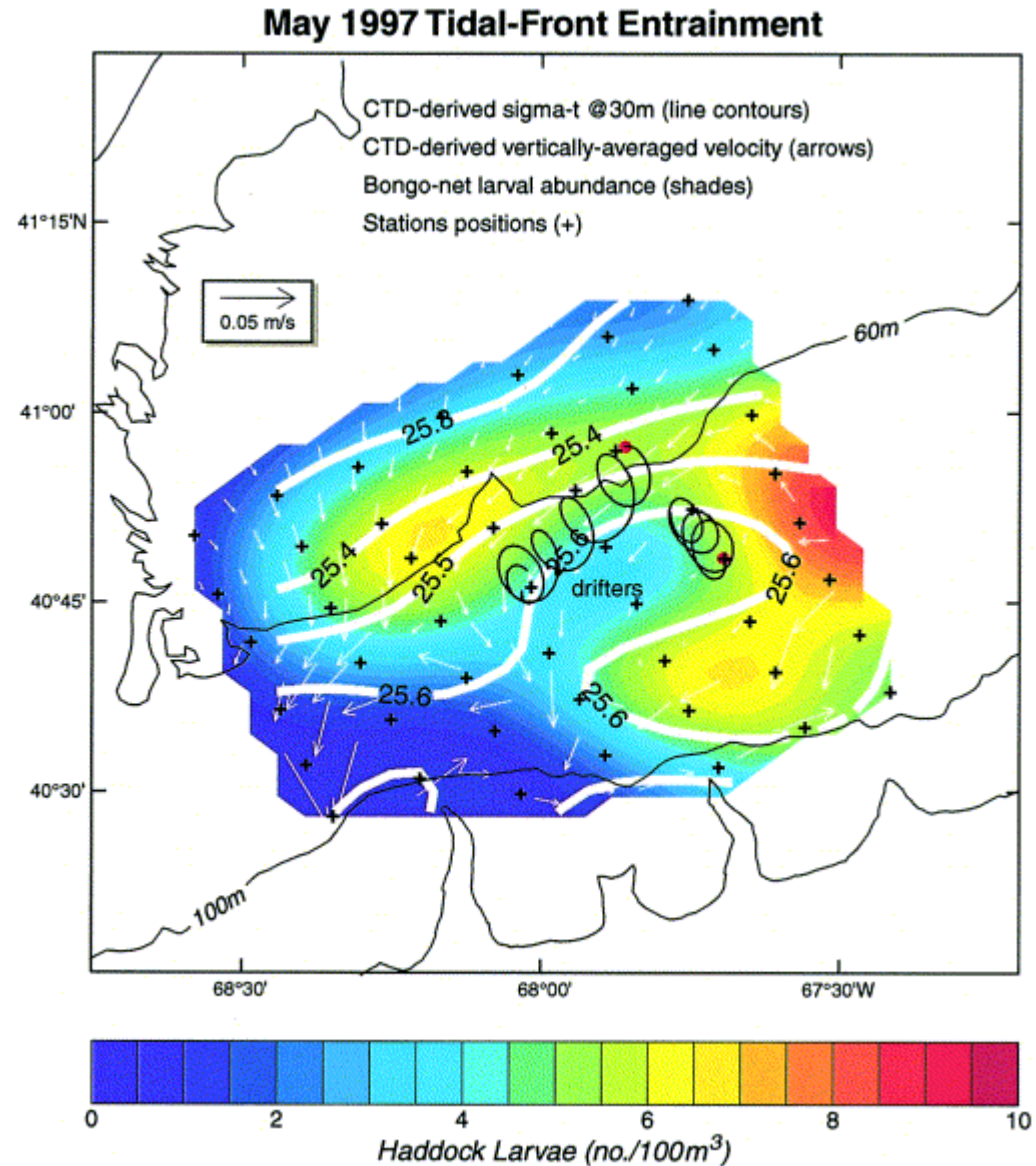 May 1997 Tidal-Front Entrainment
CTD-derived sigma-t @30m (line contours)
CTD-derived vertically-averaged velocity (arrows)
Bongo-net larval abundance (shades)
Stations positions (+)
41°15'N
0.05 m/s
60m
41°00'
25.8
25.4
25.4
25.5
25.6
25.6
40°45'
drifters
25.6
25.6
40°30'
100m
68°30'
68°00'
67°30'W
0
2
4
6
8
10
Haddock Larvae (no./100m³)